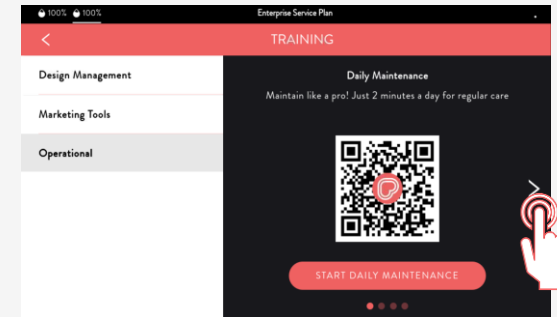 100% 100% Enterprise Service Plan
TRAINING
Design Management
Marketing Tools
Operational
Daily Maintenance
Maintain like a pro! Just 2 minutes a day for regular care
START DAILY MAINTENANCE